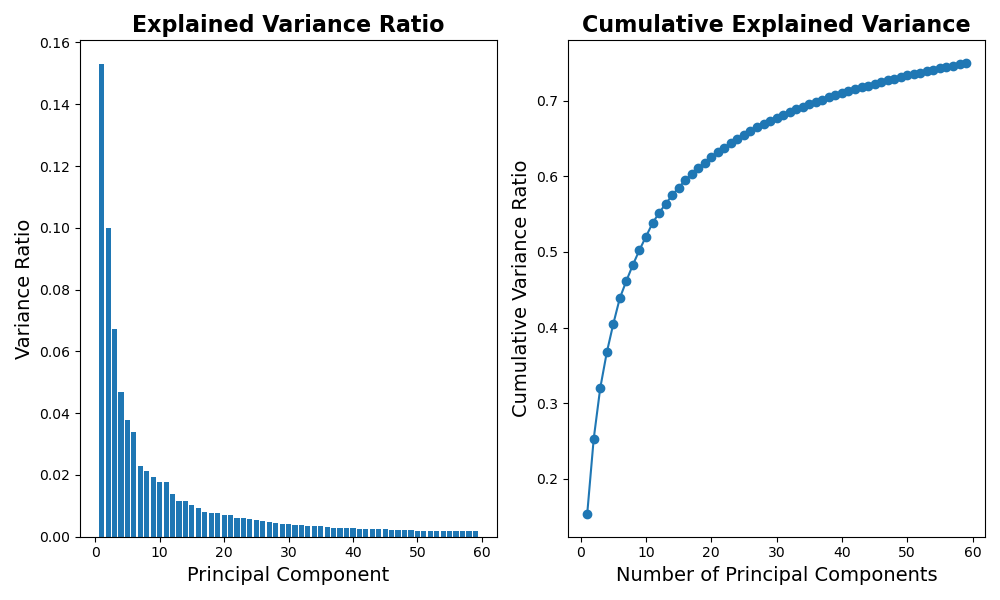 Explained Variance Ratio
Variance Ratio
0.16
0.14
0.12
0.10
0.08
0.06
0.04
0.02
0.00
0 10 20 30 40 50 60
Principal Component
Cumulative Explained Variance
Cumulative Variance Ratio
0.7
0.6
0.5
0.4
0.3
0.2
0 10 20 30 40 50 60
Number of Principal Components